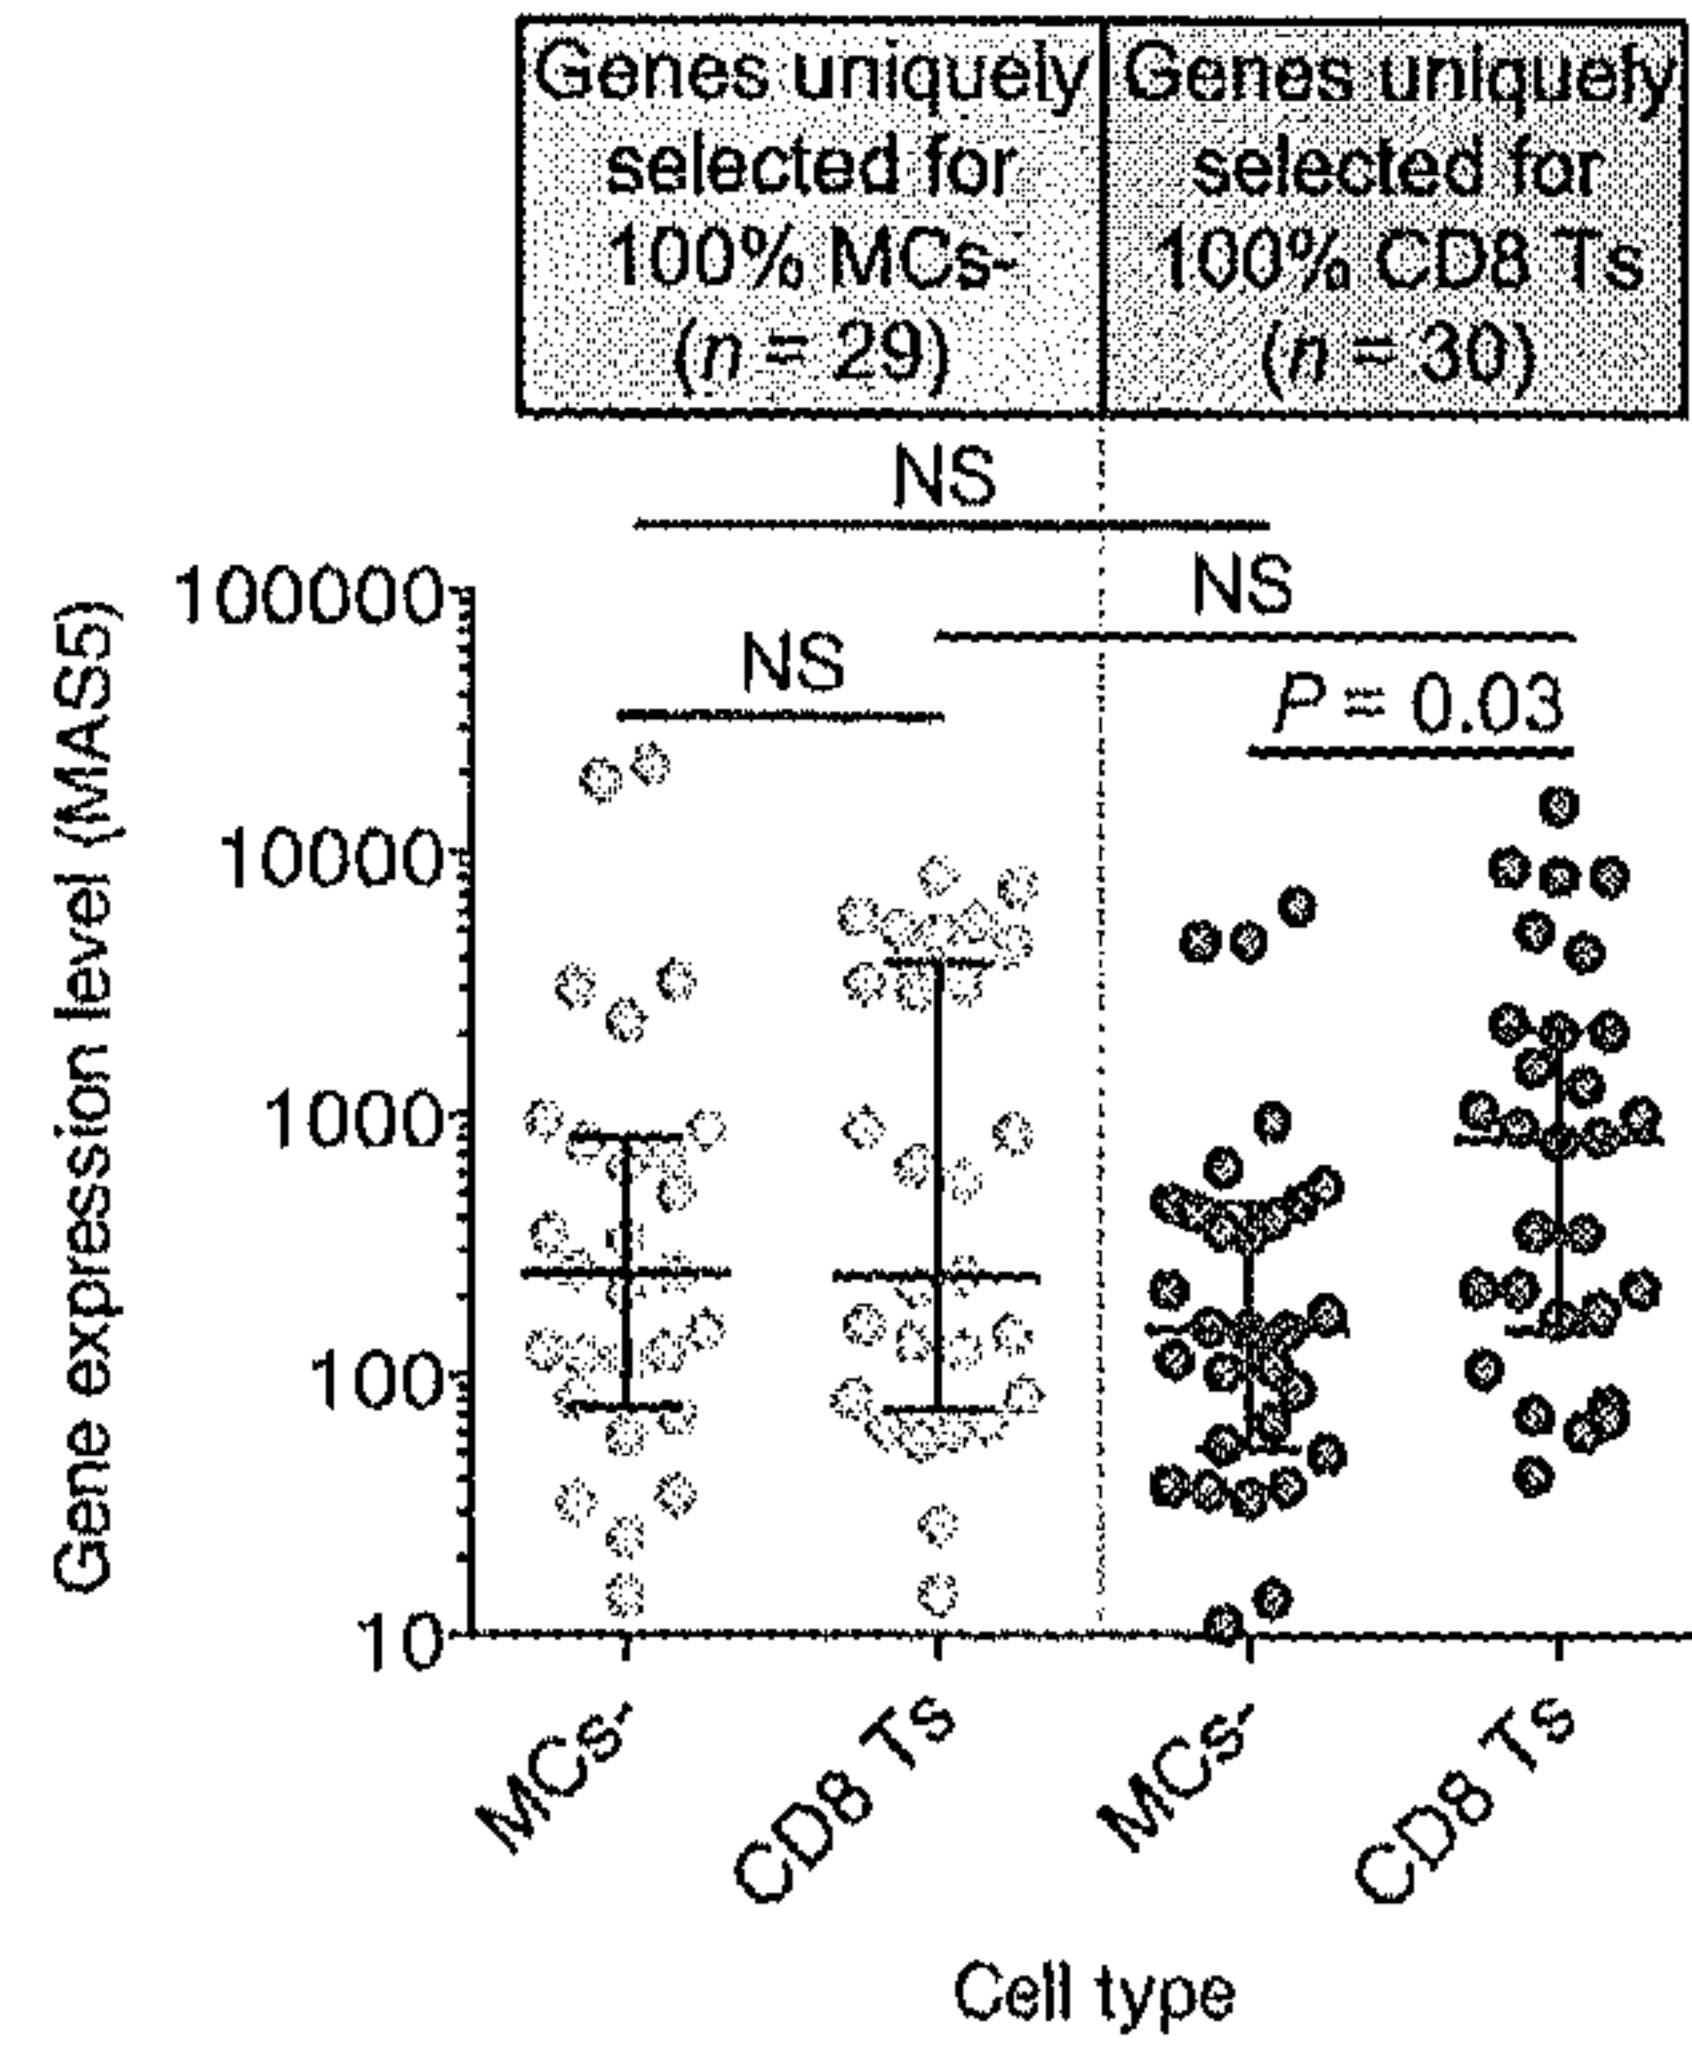 Genes uniquely
selected for
100% MCs-
(n = 29)
Genes uniquely
selected for
100% CD8 Ts
(n = 30)
NS
NS
NS
P = 0.03
Gene expression level (MAS5)
100000
10000
1000
100
10
MCs-
CD8 Ts
MCs-
CD8 Ts
Cell type